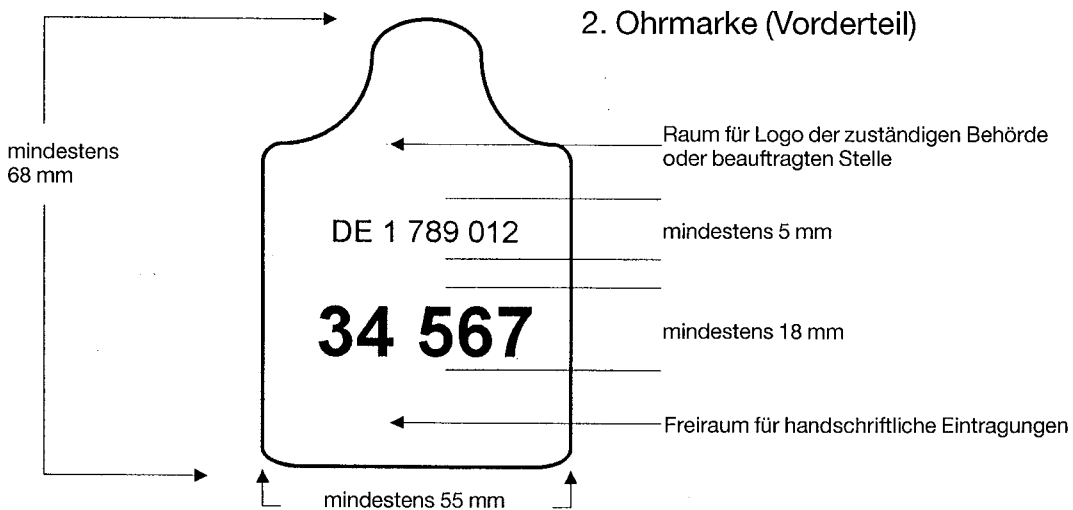 2. Ohrmarke (Vorderteil)
mindestens
68 mm
Raum für Logo der zuständigen Behörde
oder beauftragten Stelle
DE 1 789 012
mindestens 5 mm
34 567
mindestens 18 mm
Freiraum für handschriftliche Eintragungen
mindestens 55 mm